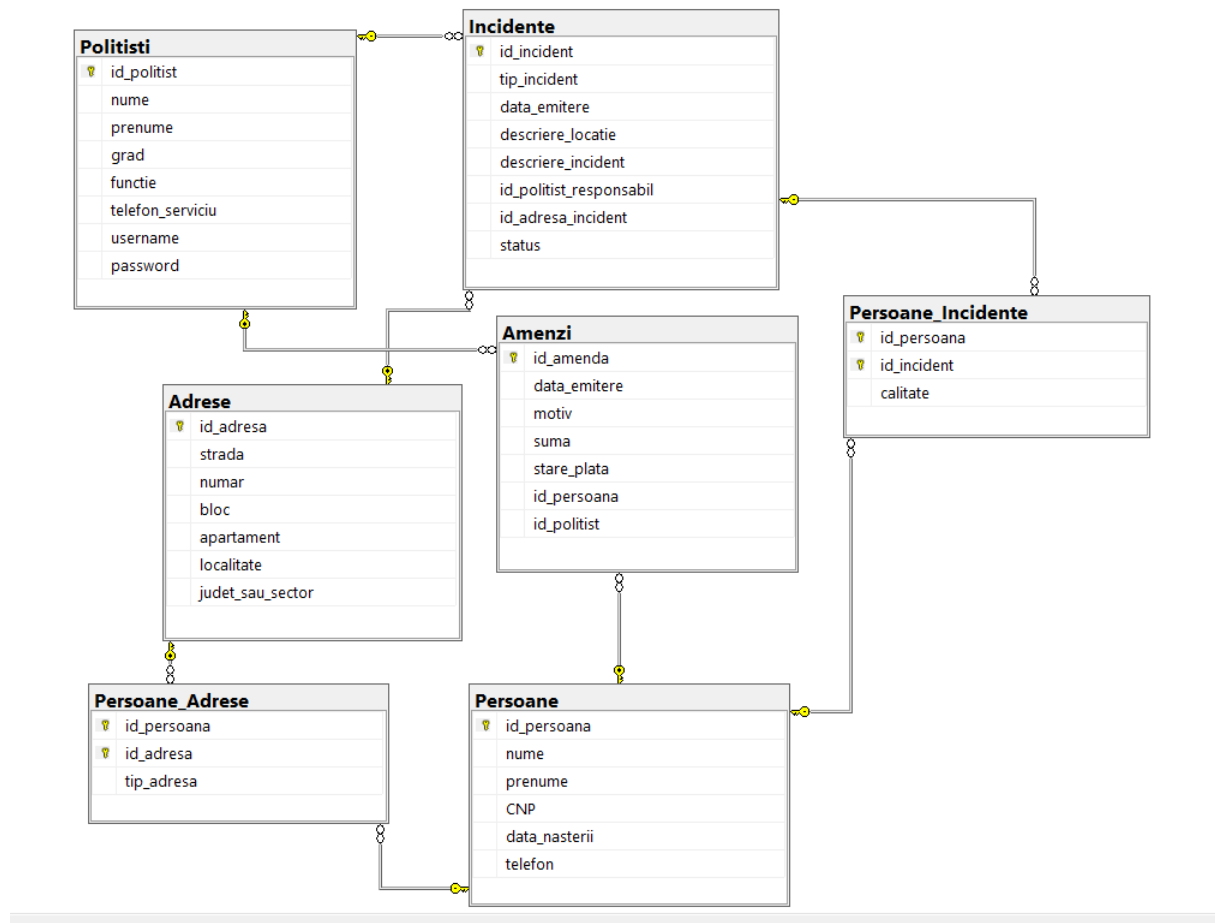 Politisti
id_politist
nume
prenume
grad
functie
telefon_serviciu
username
password
Incidente
id_incident
tip_incident
data_emitere
descriere_locatie
descriere_incident
id_politist_responsabil
id_adresa_incident
status
Persoane_Incidente
id_persoana
id_incident
calitate
Amenzi
id_amenda
data_emitere
motiv
suma
stare_plata
id_persoana
id_politist
Adrese
id_adresa
strada
numar
bloc
apartament
localitate
judet_sau_sector
Persoane_Adrese
id_persoana
id_adresa
tip_adresa
Persoane
id_persoana
nume
prenume
CNP
data_nasterii
telefon